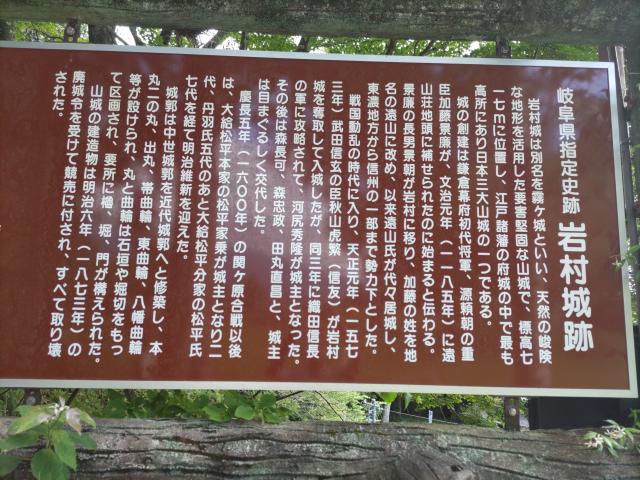 岐阜県指定史跡 岩村城跡
岩村城は別名を霧ヶ城といい、天然の峻険
な地形を活用した要害堅固な山城で、標高七
一七mに位置し、江戸諸藩の府城の中で最も
高所にあり日本三大山城の一つである。
城の創建は鎌倉幕府初代将軍、源頼朝の重
臣加藤景廉が、文治元年（一一八五年）に遠
山荘地頭に補せられたのに始まると伝わる。
景廉の長男景朝が岩村に移り、加藤の姓を地
名の遠山に改め、以来遠山氏が代々居城し、
東濃地方から信州の一部まで勢力下とした。
戦国動乱の時代に入り、天正元年（一五七
三年）武田信玄の臣秋山虎繁（信友）が岩村
城を奪取して入城したが、同三年に織田信長
の軍に攻略されて、河尻秀隆が城主となった。
その後は森長可、森忠政、田丸直昌と、城主
は目まぐるしく交代した。
慶長五年（一六〇〇年）の関ヶ原合戦以後
は、大給松平本家の松平家乗が城主となり二
代、丹羽氏五代のあと大給松平分家の松平氏
七代を経て明治維新を迎えた。
城郭は中世城郭を近代城郭へと修築し、本
丸二の丸、出丸、帯曲輪、東曲輪、八幡曲輪
等が設けられ、丸と曲輪は石垣や堀切をもっ
て区画され、要所に櫓、堀、門が構えられた。
山城の建造物は明治六年（一八七三年）の
廃城令を受けて競売に付され、すべて取り壊
された。